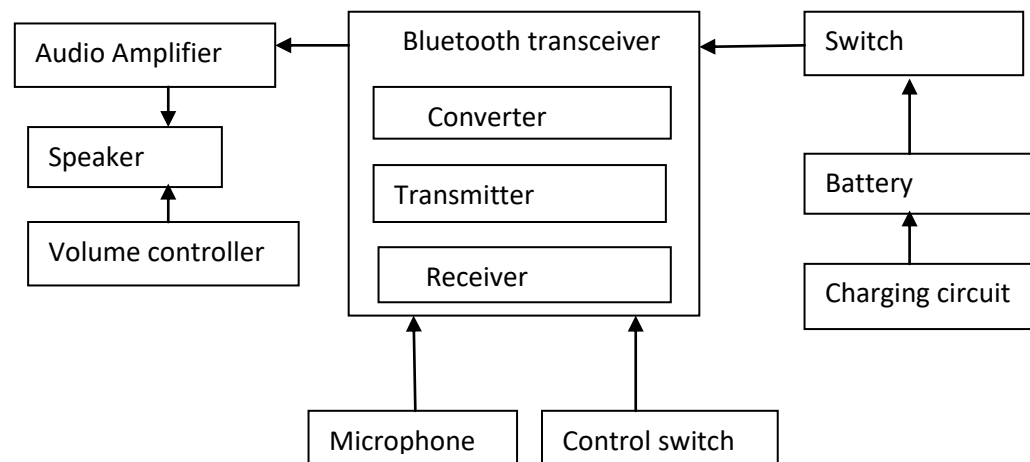 Audio Amplifier
Bluetooth transceiver
Switch
Converter
Speaker
Transmitter
Battery
Volume controller
Receiver
Charging circuit
Microphone
Control switch